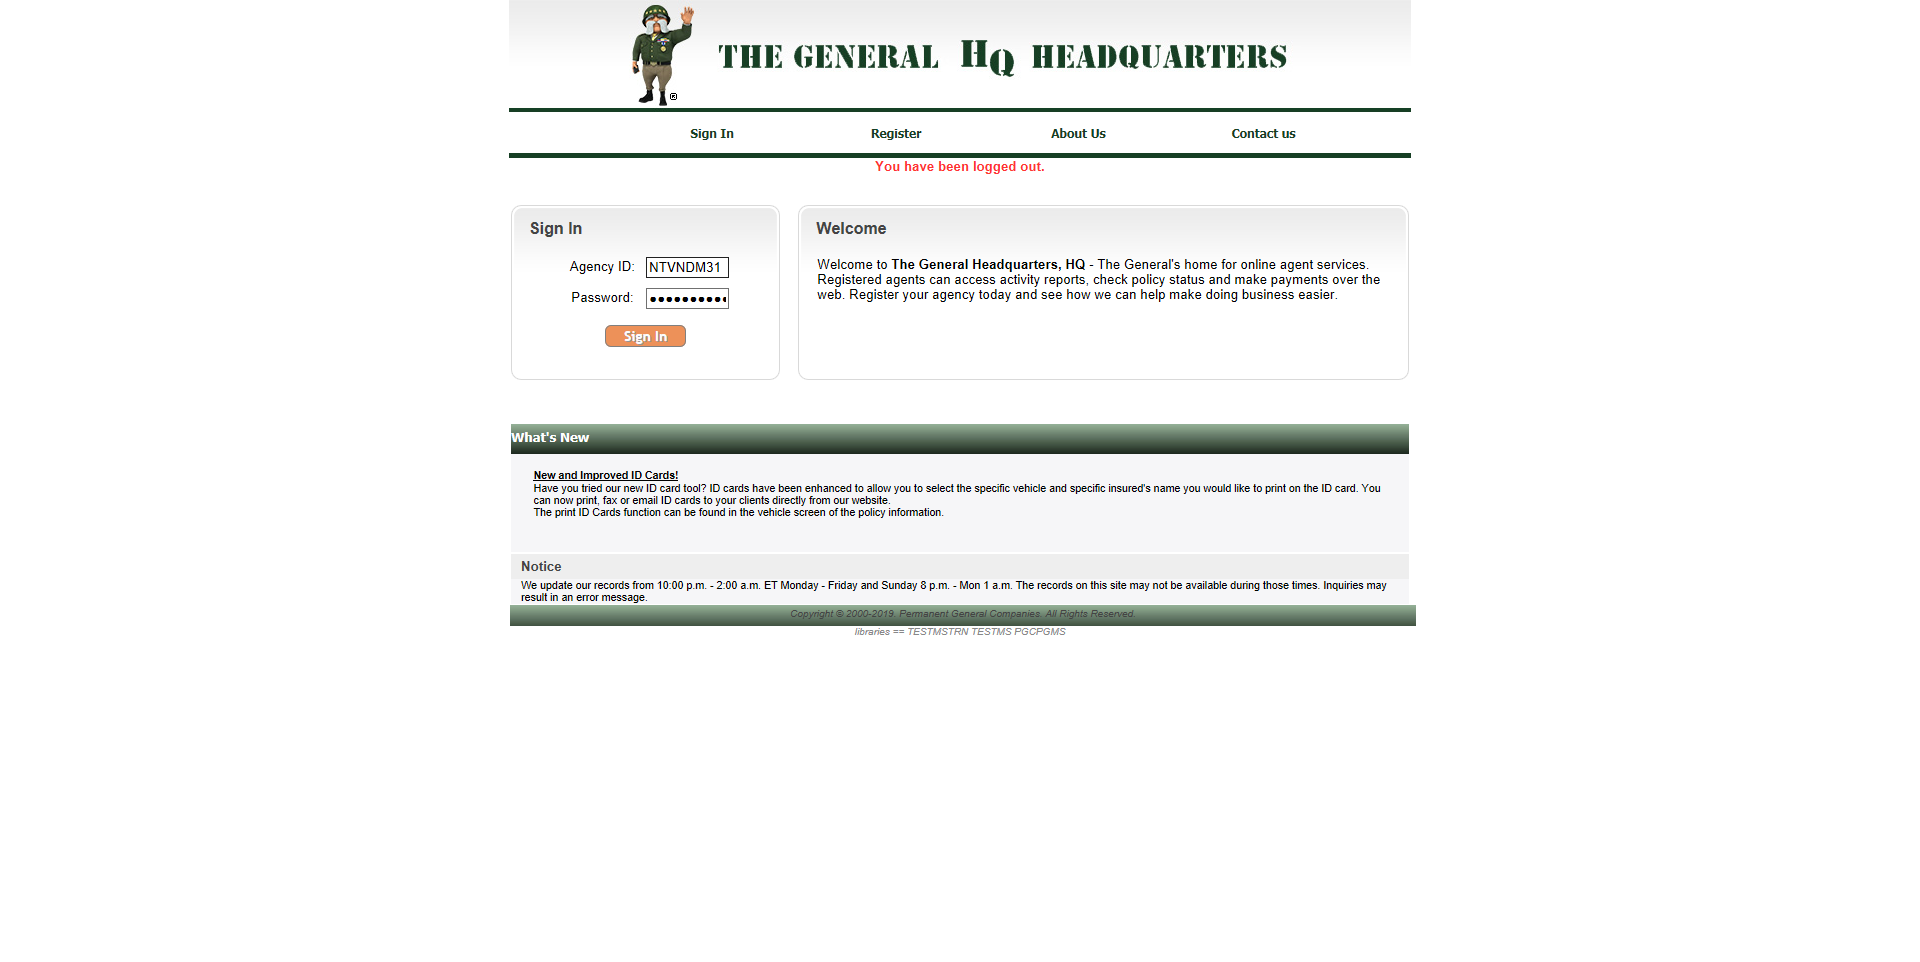 THE GENERAL HQ HEADQUARTERS
®
Sign In Register About Us Contact us
You have been logged out.
Sign In
Agency ID: NTVNDM31
Password: ●●●●●●●●●●
Sign In
Welcome
Welcome to The General Headquarters, HQ - The General's home for online agent services.
Registered agents can access activity reports, check policy status and make payments over the
web. Register your agency today and see how we can help make doing business easier.
What's New
New and Improved ID Cards!
Have you tried our new ID card tool? ID cards have been enhanced to allow you to select the specific vehicle and specific insured's name you would like to print on the ID card. You
can now print, fax or email ID cards to your clients directly from our website.
The print ID Cards function can be found in the vehicle screen of the policy information.
Notice
We update our records from 10:00 p.m. - 2:00 a.m. ET Monday - Friday and Sunday 8 p.m. - Mon 1 a.m. The records on this site may not be available during those times. Inquiries may
result in an error message.
Copyright © 2000-2019. Permanent General Companies. All Rights Reserved.
libraries == TESTMSTRN TESTMS PGCPGMS